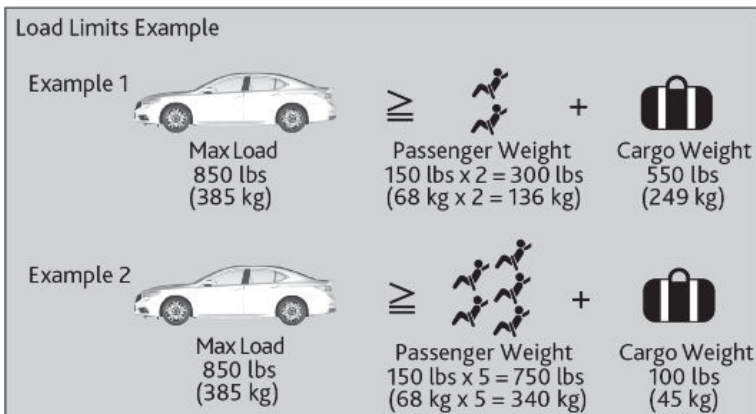 Load Limits Example
Example 1
≧ +
Max Load Passenger Weight Cargo Weight
850 lbs 150 lbs x 2 = 300 lbs 550 lbs
(385 kg) (68 kg x 2 = 136 kg) (249 kg)
Example 2
≧ +
Max Load Passenger Weight Cargo Weight
850 lbs 150 lbs x 5 = 750 lbs 100 lbs
(385 kg) (68 kg x 5 = 340 kg) (45 kg)